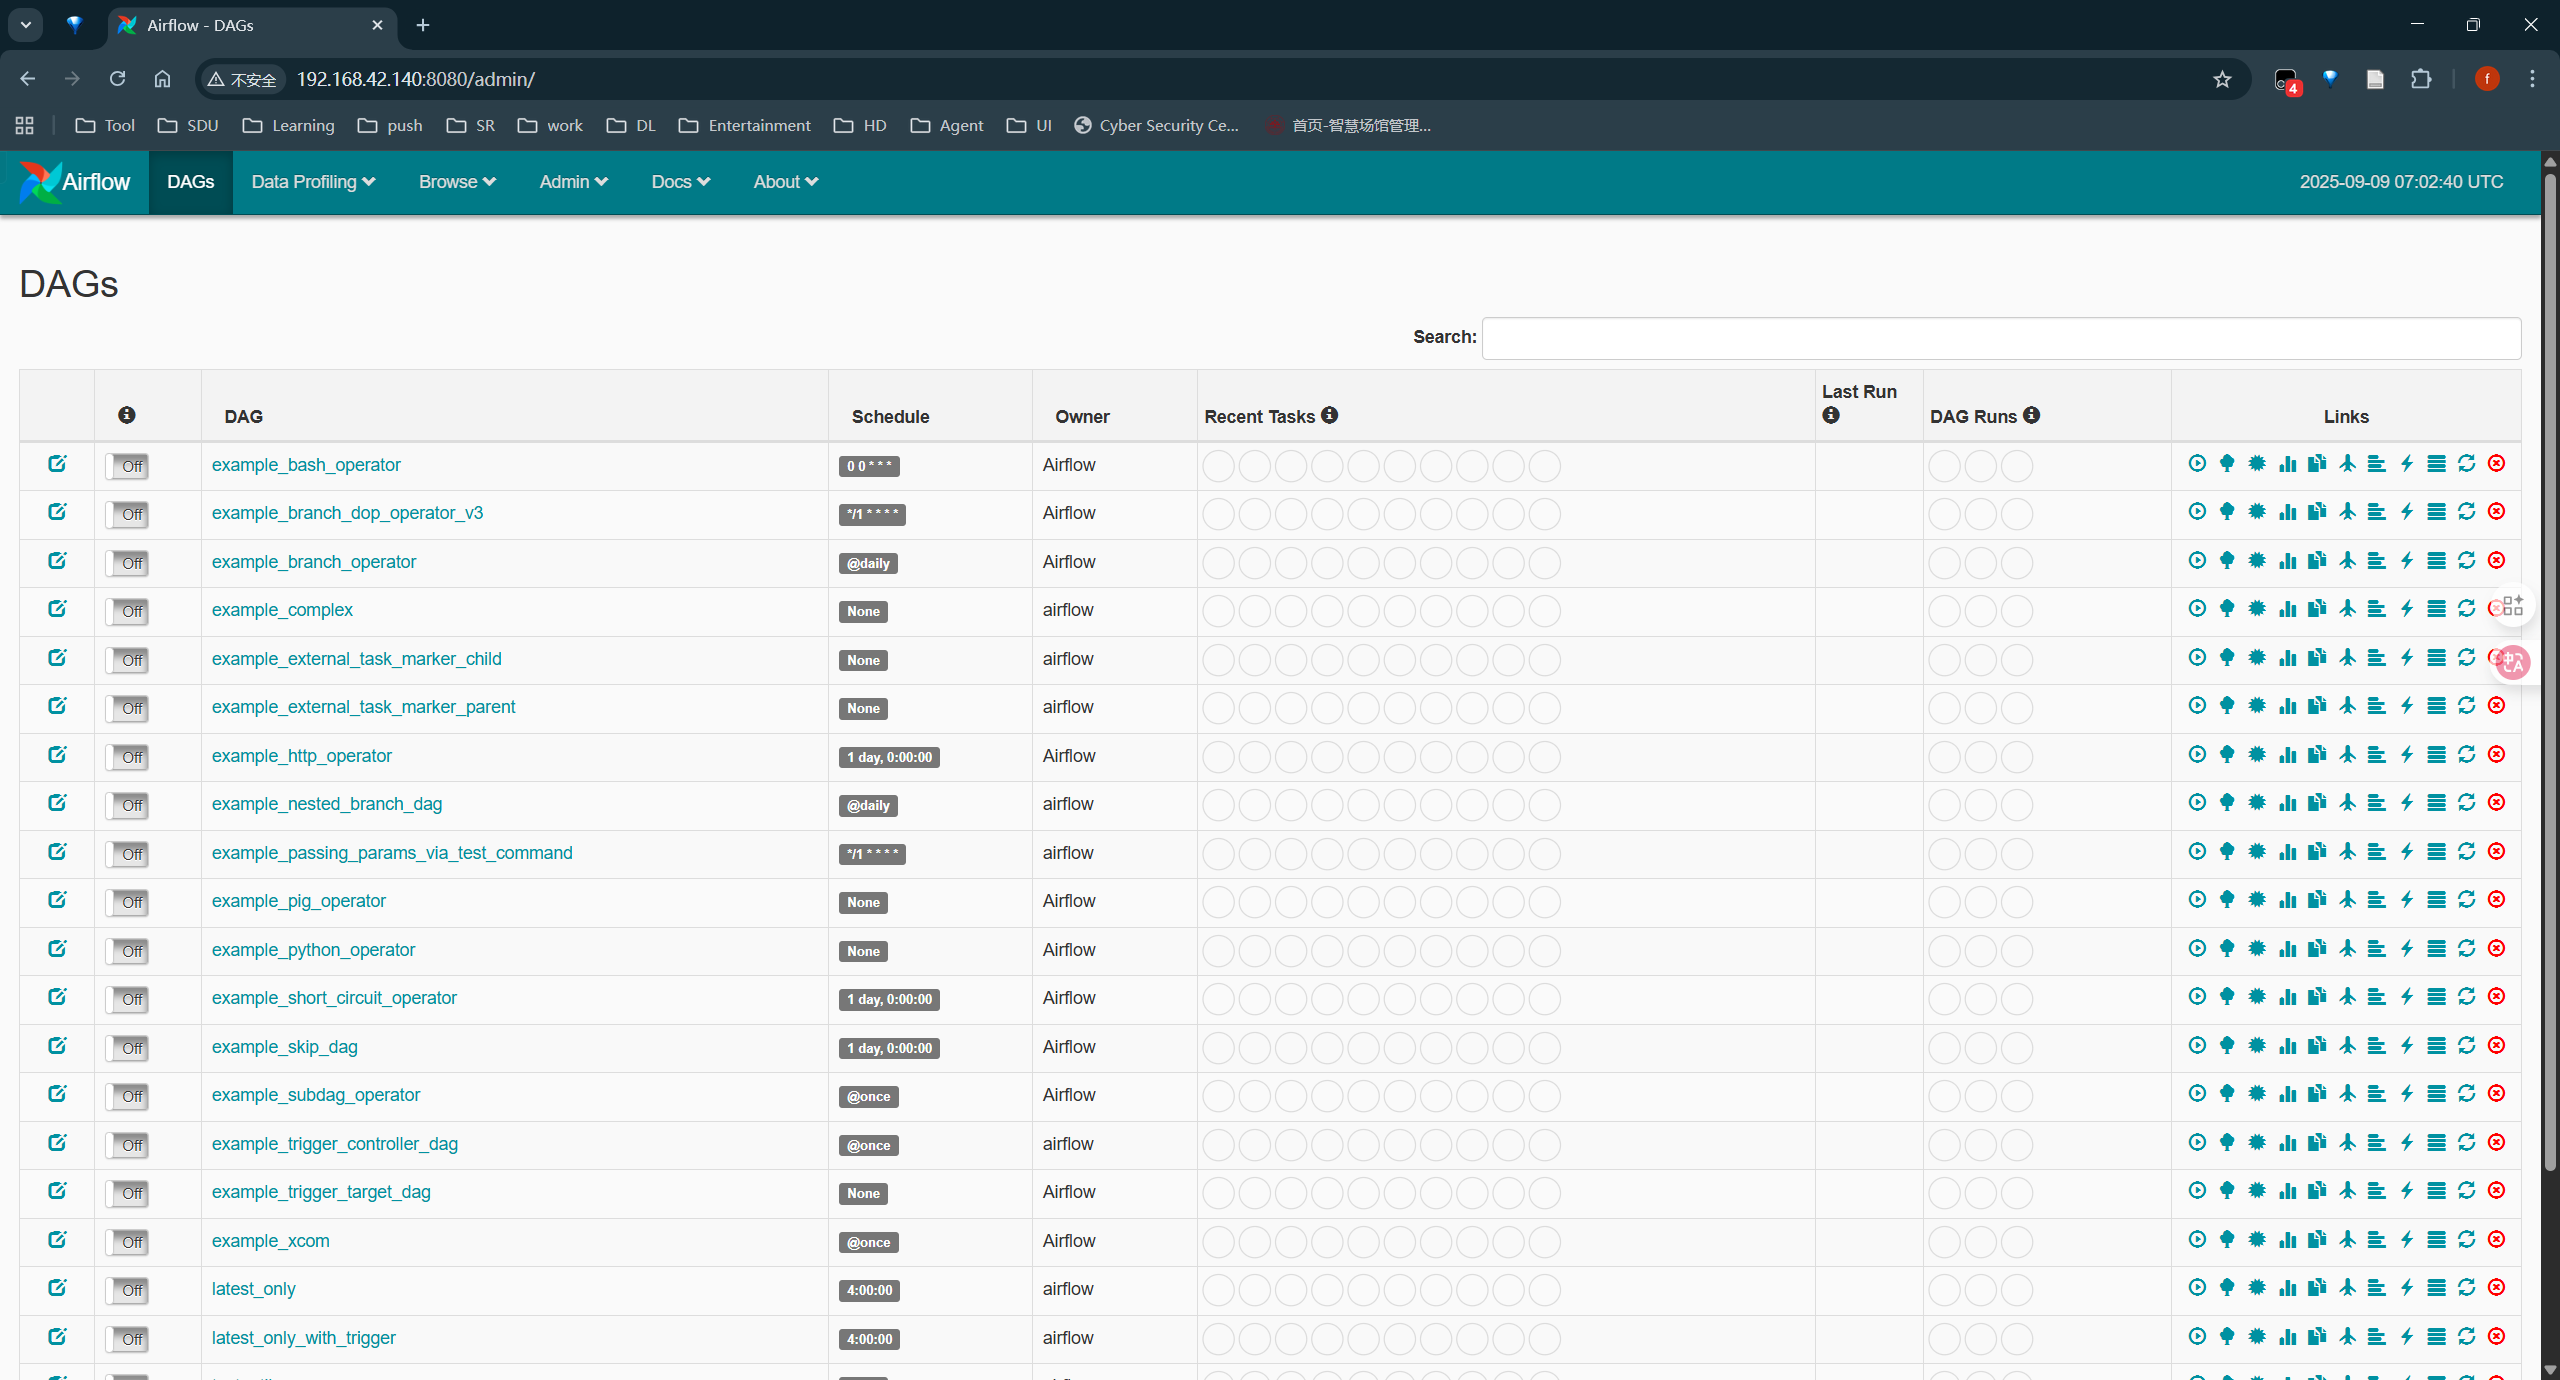 Airflow - DAGs
不安全 192.168.42.140:8080/admin/
4
f
Tool SDU Learning push SR work DL Entertainment HD Agent UI Cyber Security Ce... 首页-智慧场馆管理...
Airflow DAGs Data Profiling Browse Admin Docs About 2025-09-09 07:02:40 UTC
DAGs
Search:
DAG Schedule Owner Recent Tasks Last Run DAG Runs Links
Off example_bash_operator 0 0 * * * Airflow
Off example_branch_dop_operator_v3 */1 * * * * Airflow
Off example_branch_operator @daily Airflow
Off example_complex None airflow
Off example_external_task_marker_child None airflow
Off example_external_task_marker_parent None airflow
Off example_http_operator 1 day, 0:00:00 Airflow
Off example_nested_branch_dag @daily airflow
Off example_passing_params_via_test_command */1 * * * * airflow
Off example_pig_operator None Airflow
Off example_python_operator None Airflow
Off example_short_circuit_operator 1 day, 0:00:00 Airflow
Off example_skip_dag 1 day, 0:00:00 Airflow
Off example_subdag_operator @once Airflow
Off example_trigger_controller_dag @once airflow
Off example_trigger_target_dag None Airflow
Off example_xcom @once Airflow
Off latest_only 4:00:00 airflow
Off latest_only_with_trigger 4:00:00 airflow